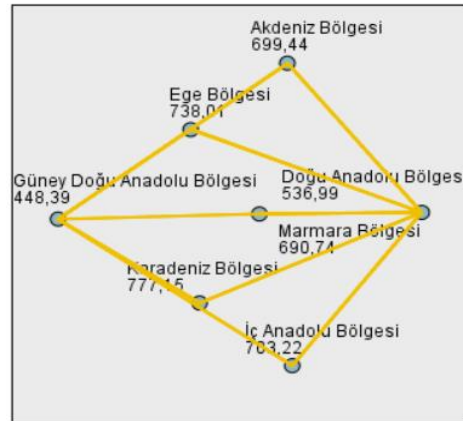 Akdeniz Bölgesi
699,44
Ege Bölgesi
738,01
Güney Doğu Anadolu Bölgesi
448,39
Doğu Anadolu Bölges
536,99
Marmara Bölgesi
690,74
Karadeniz Bölgesi
777,15
İç Anadolu Bölgesi
703,22